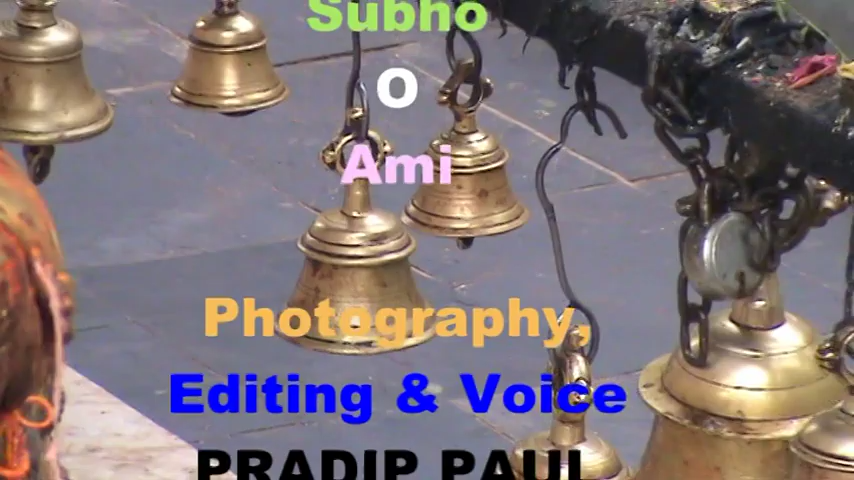 Subho
O
Ami
Photography,
Editing & Voice
PRADIP PAUL